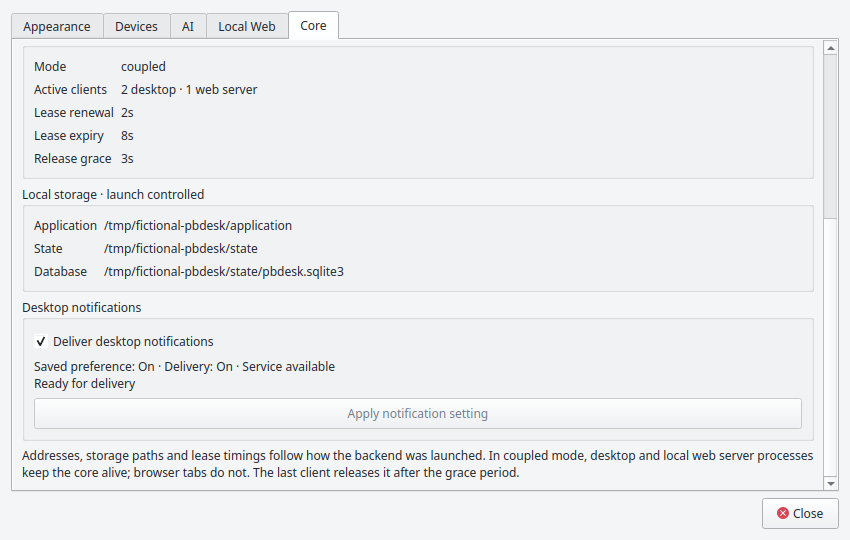 Appearance Devices AI Local Web Core
Mode coupled
Active clients 2 desktop · 1 web server
Lease renewal 2s
Lease expiry 8s
Release grace 3s
Local storage · launch controlled
Application /tmp/fictional-pbdesk/application
State /tmp/fictional-pbdesk/state
Database /tmp/fictional-pbdesk/state/pbdesk.sqlite3
Desktop notifications
Deliver desktop notifications
Saved preference: On · Delivery: On · Service available
Ready for delivery
Apply notification setting
Addresses, storage paths and lease timings follow how the backend was launched. In coupled mode, desktop and local web server processes
keep the core alive; browser tabs do not. The last client releases it after the grace period.
Close